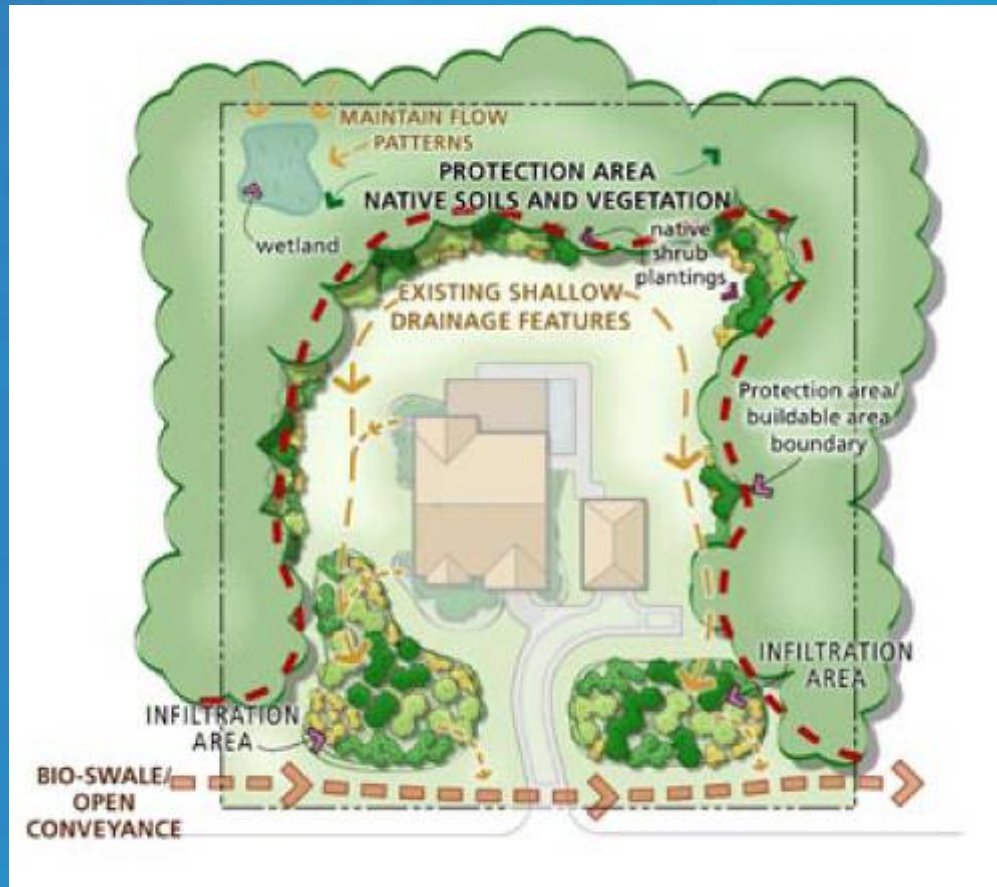 MAINTAIN FLOW
PATTERNS
PROTECTION AREA
NATIVE SOILS AND VEGETATION
wetland
native
shrub
plantings
EXISTING SHALLOW
DRAINAGE FEATURES
Protection area/
buildable area
boundary
INFILTRATION
AREA
INFILTRATION
AREA
BIO-SWALE/
OPEN
CONVEYANCE